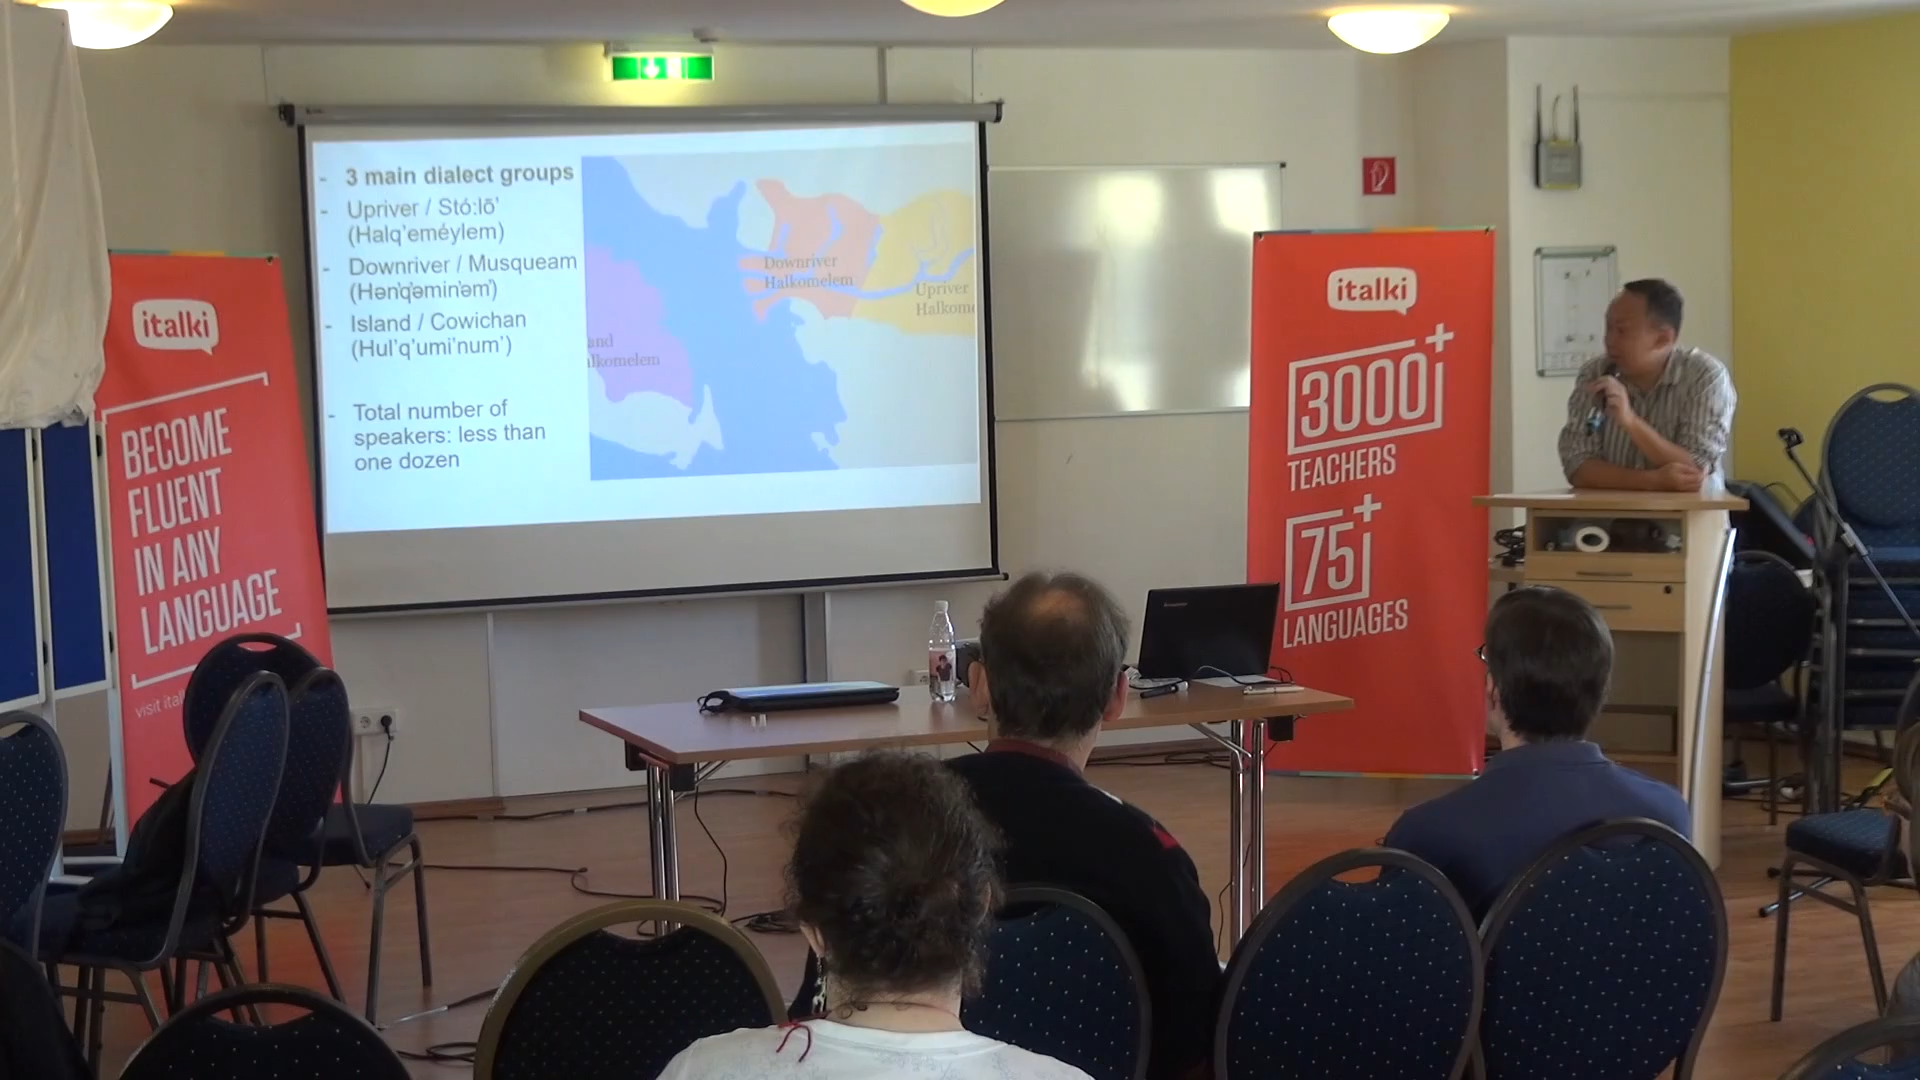 - 3 main dialect groups
- Upriver / Stó:lō'
(Halq'eméylem)
- Downriver / Musqueam
(Hən̓q̓əmin̓əm̓)
- Island / Cowichan
(Hul'q'umi'num')
- Total number of
speakers: less than
one dozen
Downriver
Halkomelem
Upriver
Halkome
and
lkomelem
italki
BECOME
FLUENT
IN ANY
LANGUAGE
visit ital
italki
3000+
TEACHERS
75+
LANGUAGES